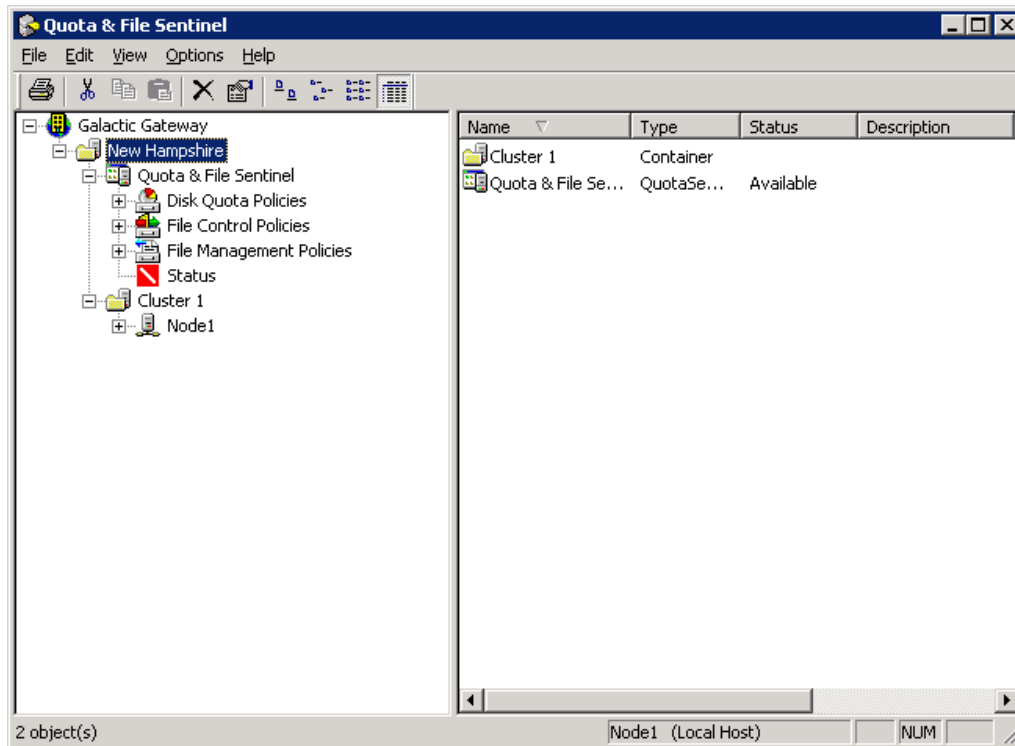 Quota & File Sentinel
File Edit View Options Help
Galactic Gateway
New Hampshire
Quota & File Sentinel
Disk Quota Policies
File Control Policies
File Management Policies
Status
Cluster 1
Node1
Name Type Status Description
Cluster 1 Container
Quota & File Se... QuotaSe... Available
2 object(s) Node1 (Local Host) NUM